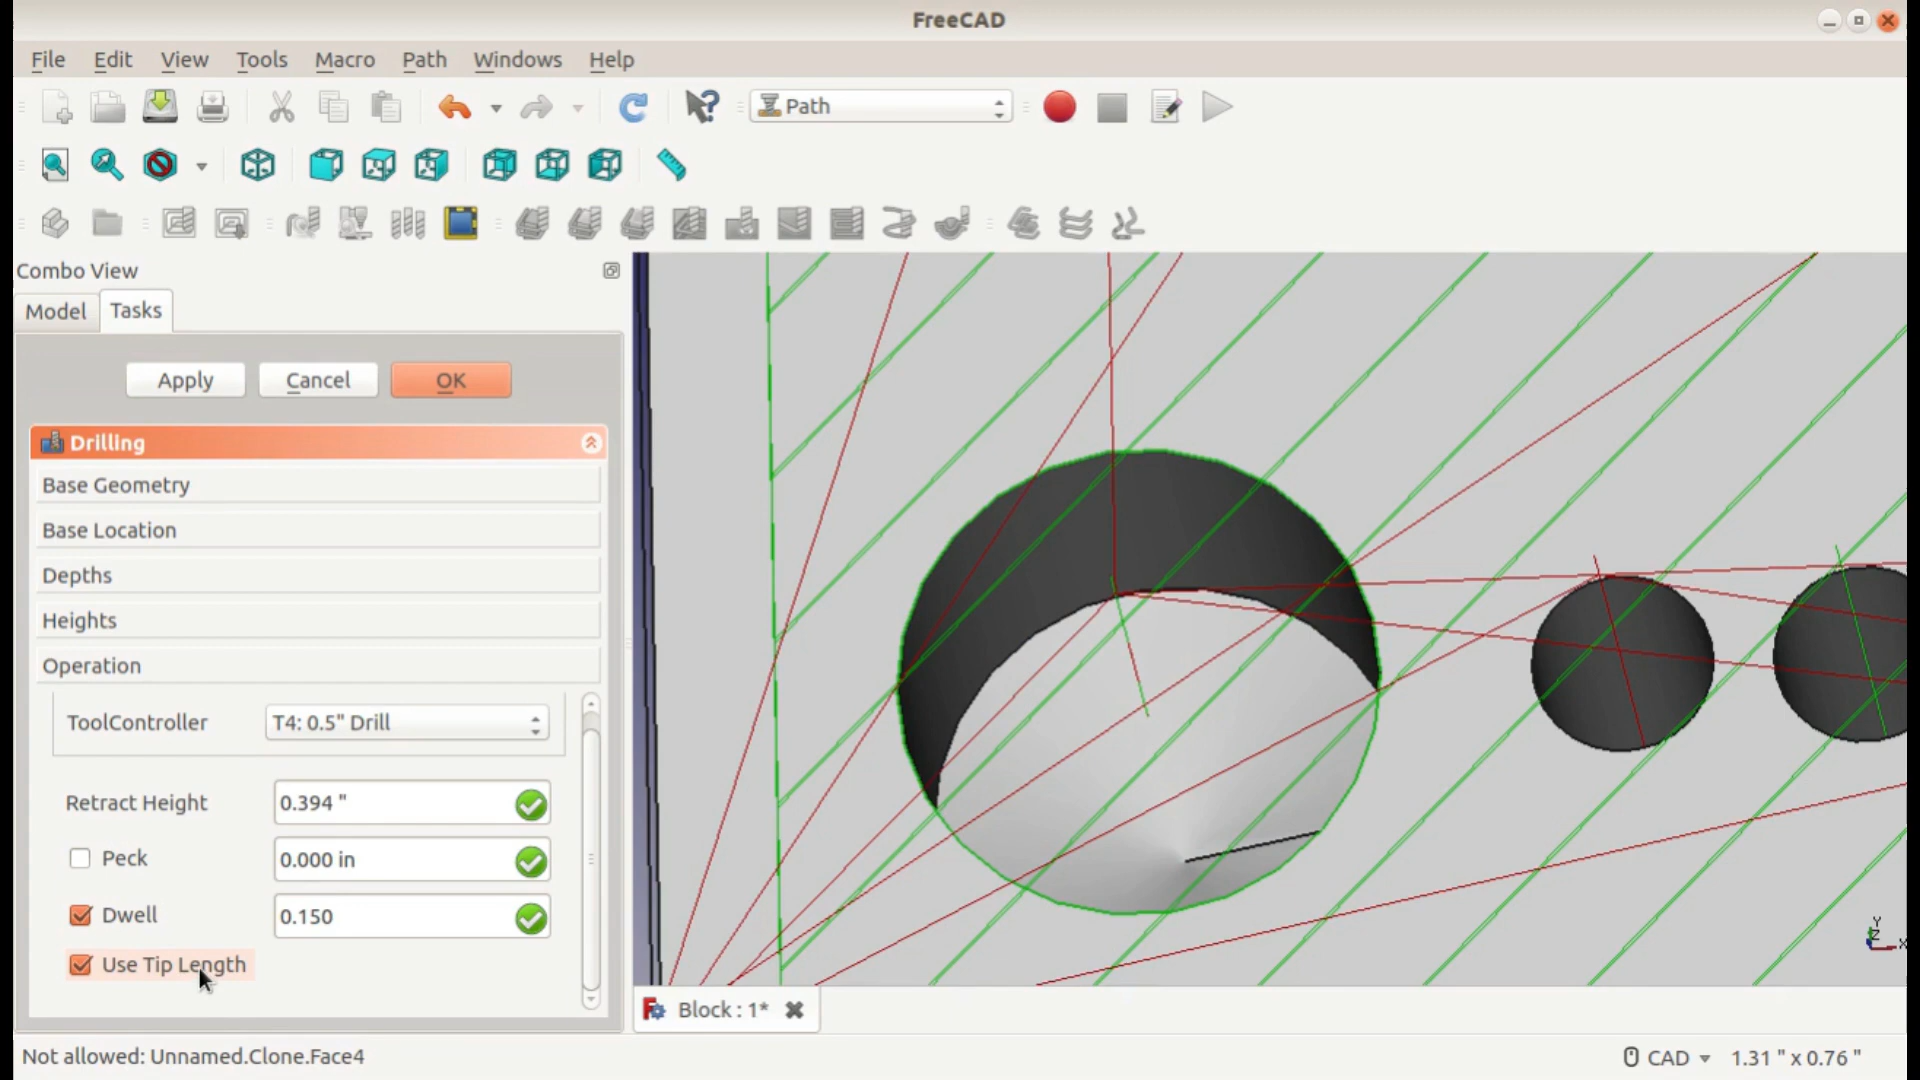 FreeCAD
File Edit View Tools Macro Path Windows Help
Path
Combo View
Model Tasks
Apply Cancel OK
Drilling
Base Geometry
Base Location
Depths
Heights
Operation
ToolController T4: 0.5" Drill
Retract Height 0.394 "
Peck 0.000 in
Dwell 0.150
Use Tip Length
Y
Z
X
Block : 1*
Not allowed: Unnamed.Clone.Face4
CAD 1.31 " x 0.76 "